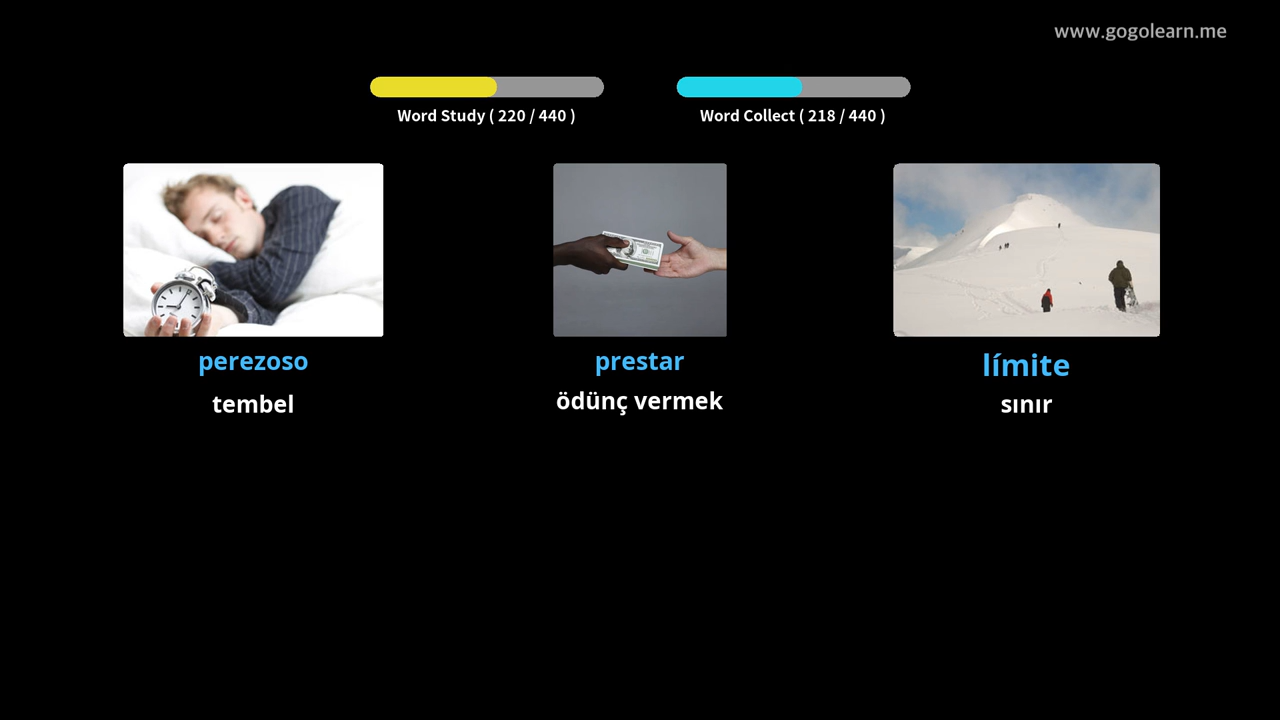 www.gogolearn.me
Word Study ( 220 / 440 )
Word Collect ( 218 / 440 )
perezoso
prestar
límite
tembel
ödünç vermek
sınır